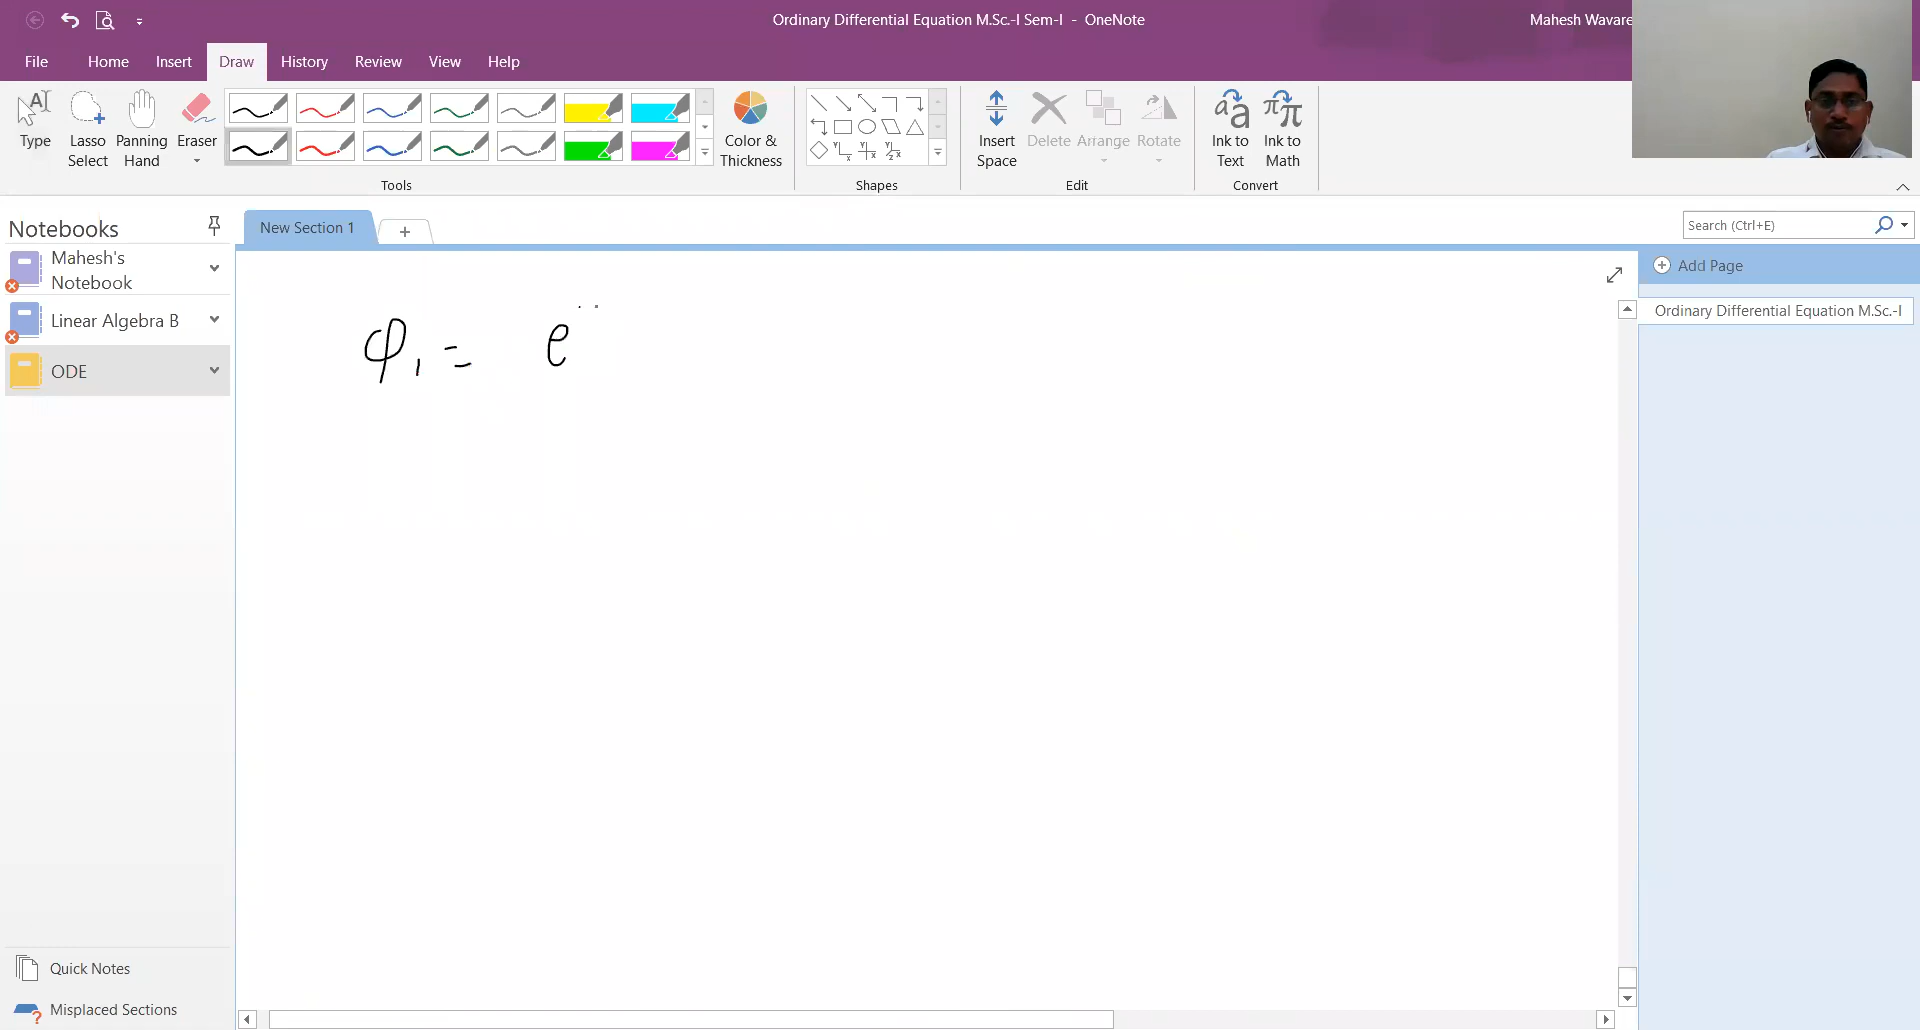 Ordinary Differential Equation M.Sc.-I Sem-I - OneNote
Mahesh Wavare
File Home Insert Draw History Review View Help
Type
Lasso Select
Panning Hand
Eraser
Color & Thickness
Insert Space
Delete
Arrange
Rotate
Ink to Text
Ink to Math
Tools
Shapes
Edit
Convert
Notebooks
Mahesh's Notebook
Linear Algebra B
ODE
Quick Notes
Misplaced Sections
New Section 1
Search (Ctrl+E)
Add Page
Ordinary Differential Equation M.Sc.-I
φ₁ = e